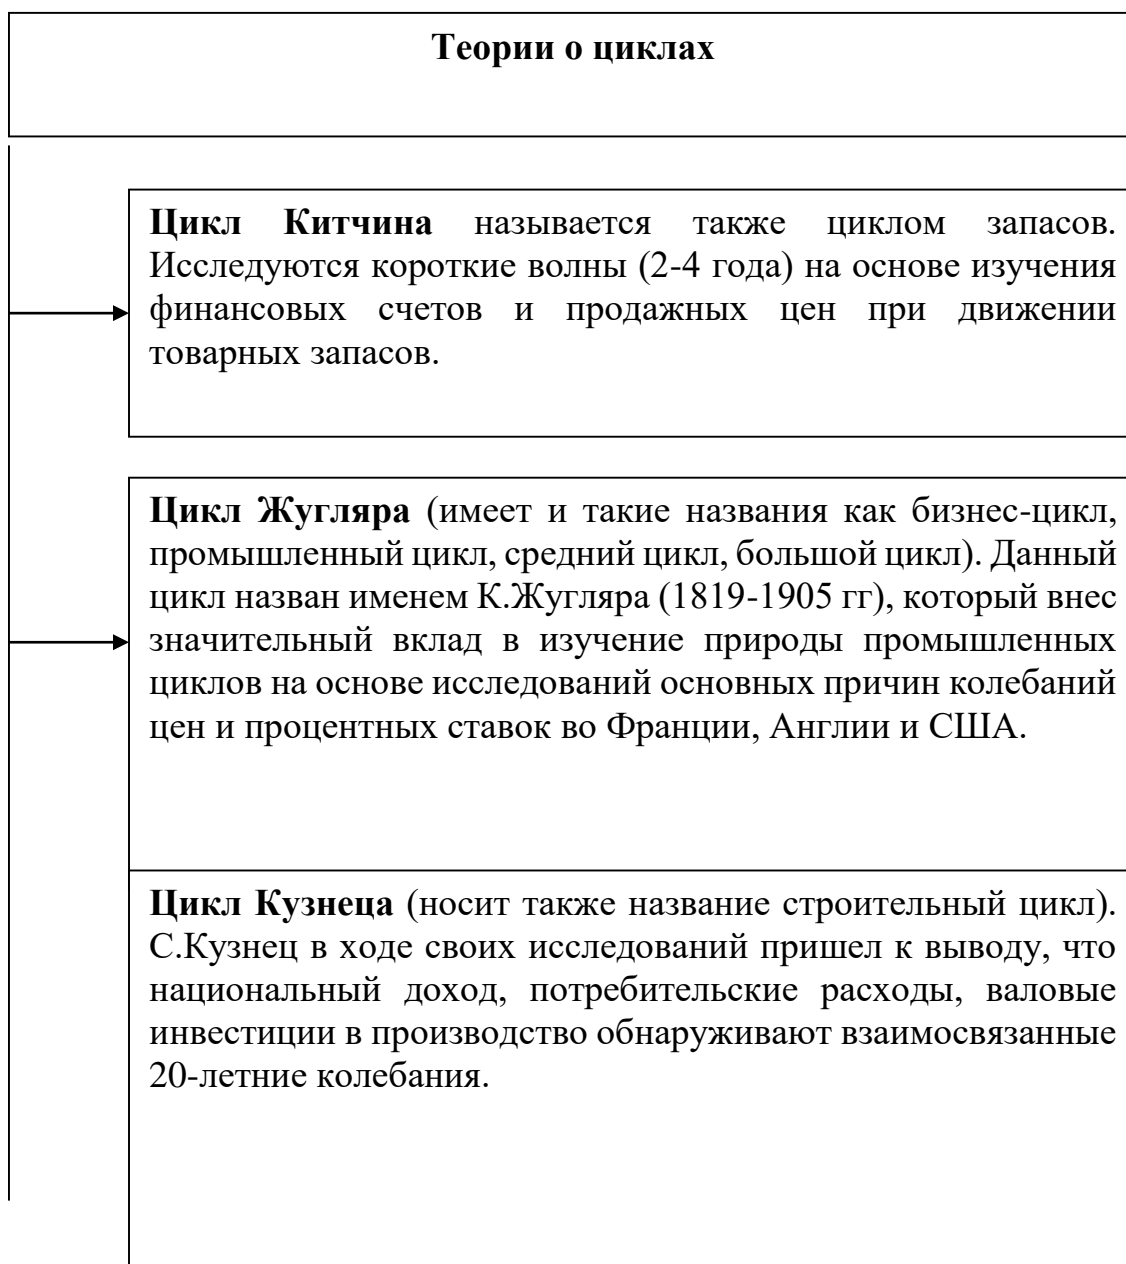 Теории о циклах
Цикл Китчина называется также циклом запасов.
Исследуются короткие волны (2-4 года) на основе изучения
финансовых счетов и продажных цен при движении
товарных запасов.
Цикл Жугляра (имеет и такие названия как бизнес-цикл,
промышленный цикл, средний цикл, большой цикл). Данный
цикл назван именем К.Жугляра (1819-1905 гг), который внес
значительный вклад в изучение природы промышленных
циклов на основе исследований основных причин колебаний
цен и процентных ставок во Франции, Англии и США.
Цикл Кузнеца (носит также название строительный цикл).
С.Кузнец в ходе своих исследований пришел к выводу, что
национальный доход, потребительские расходы, валовые
инвестиции в производство обнаруживают взаимосвязанные
20-летние колебания.